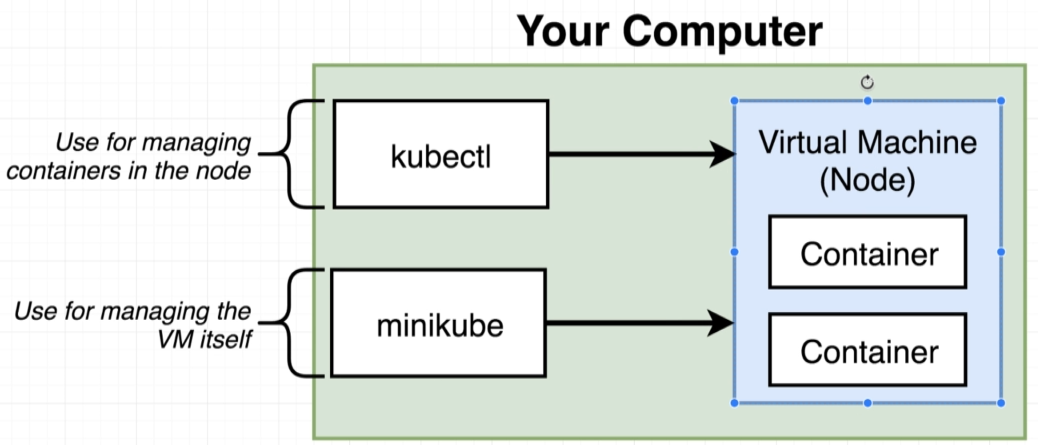 Your Computer
Use for managing
containers in the node
kubectl
Virtual Machine
(Node)
Container
Use for managing the
VM itself
minikube
Container